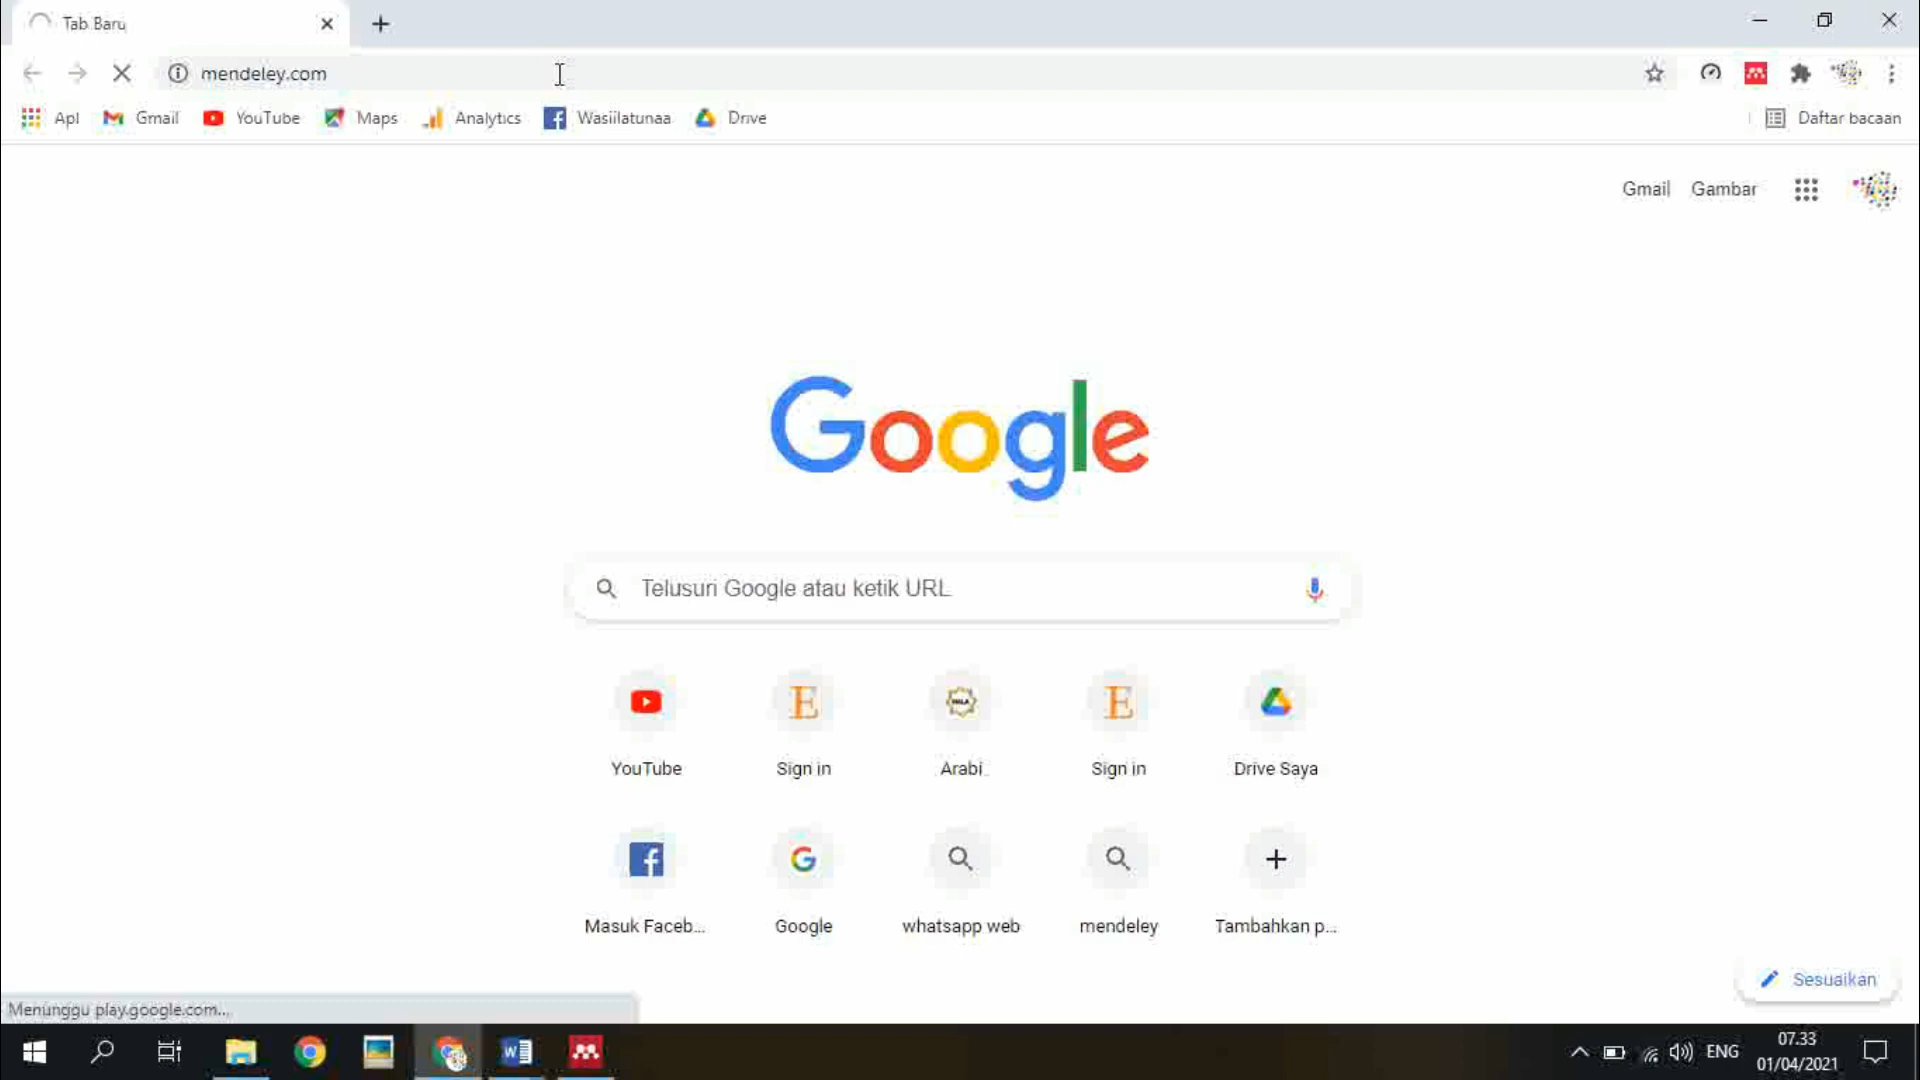 Tab Baru
mendeley.com
Apl Gmail YouTube Maps Analytics Wasiilatunaa Drive Daftar bacaan
Gmail Gambar
Google
Telusuri Google atau ketik URL
YouTube Sign in Arabi Sign in Drive Saya
Masuk Faceb... Google whatsapp web mendeley Tambahkan p...
Sesuaikan
Menunggu play.google.com...
ENG
07.33
01/04/2021